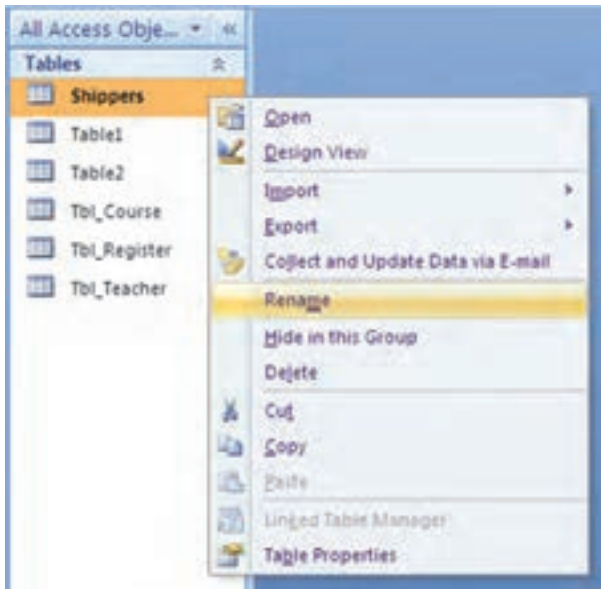 All Access Obje...
Tables
Shippers
Table1
Table2
Tbl_Course
Tbl_Register
Tbl_Teacher
Open
Design View
Import
Export
Collect and Update Data via E-mail
Rename
Hide in this Group
Delete
Cut
Copy
Paste
Linked Table Manager
Table Properties